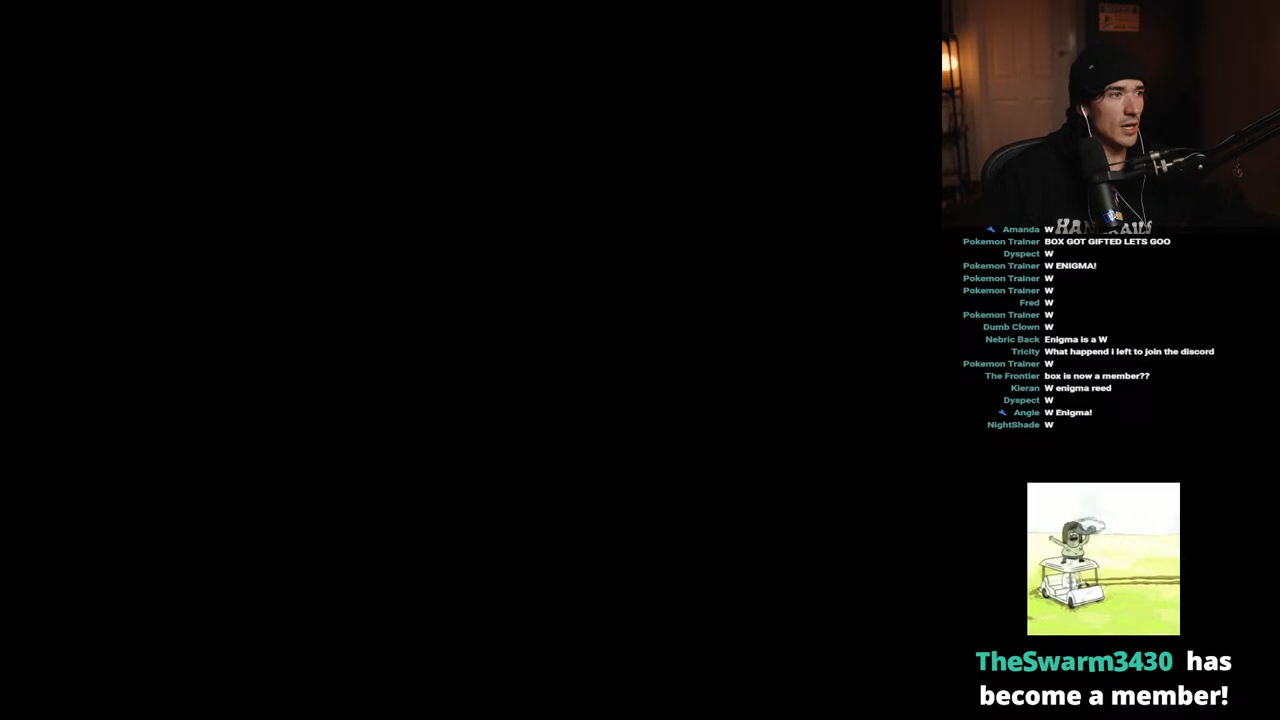 HAN RAILS
Amanda W
Pokemon Trainer BOX GOT GIFTED LETS GOO
Dyspect W
Pokemon Trainer W ENIGMA!
Pokemon Trainer W
Pokemon Trainer W
Fred W
Pokemon Trainer W
Dumb Clown W
Nebric Back Enigma is a W
Tricity What happend i left to join the discord
Pokemon Trainer W
The Frontier box is now a member??
Kieran W enigma reed
Dyspect W
Angie W Enigma!
NightShade W
TheSwarm3430 has
become a member!